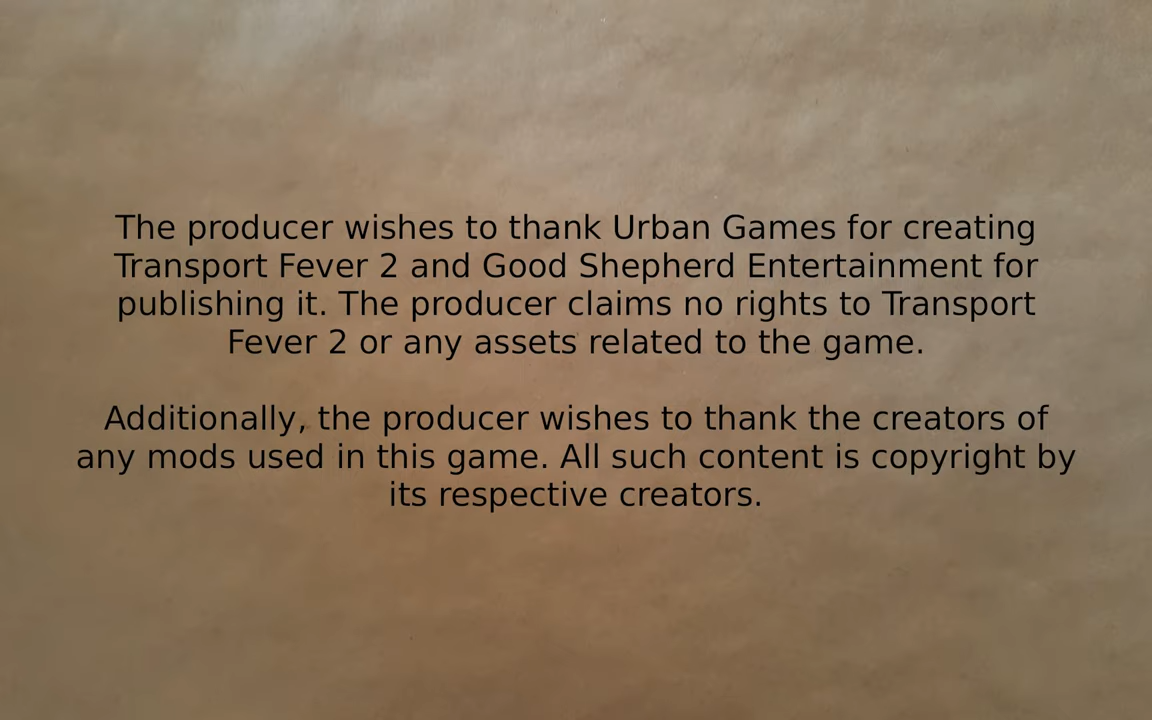 The producer wishes to thank Urban Games for creating
Transport Fever 2 and Good Shepherd Entertainment for
publishing it. The producer claims no rights to Transport
Fever 2 or any assets related to the game.
Additionally, the producer wishes to thank the creators of
any mods used in this game. All such content is copyright by
its respective creators.